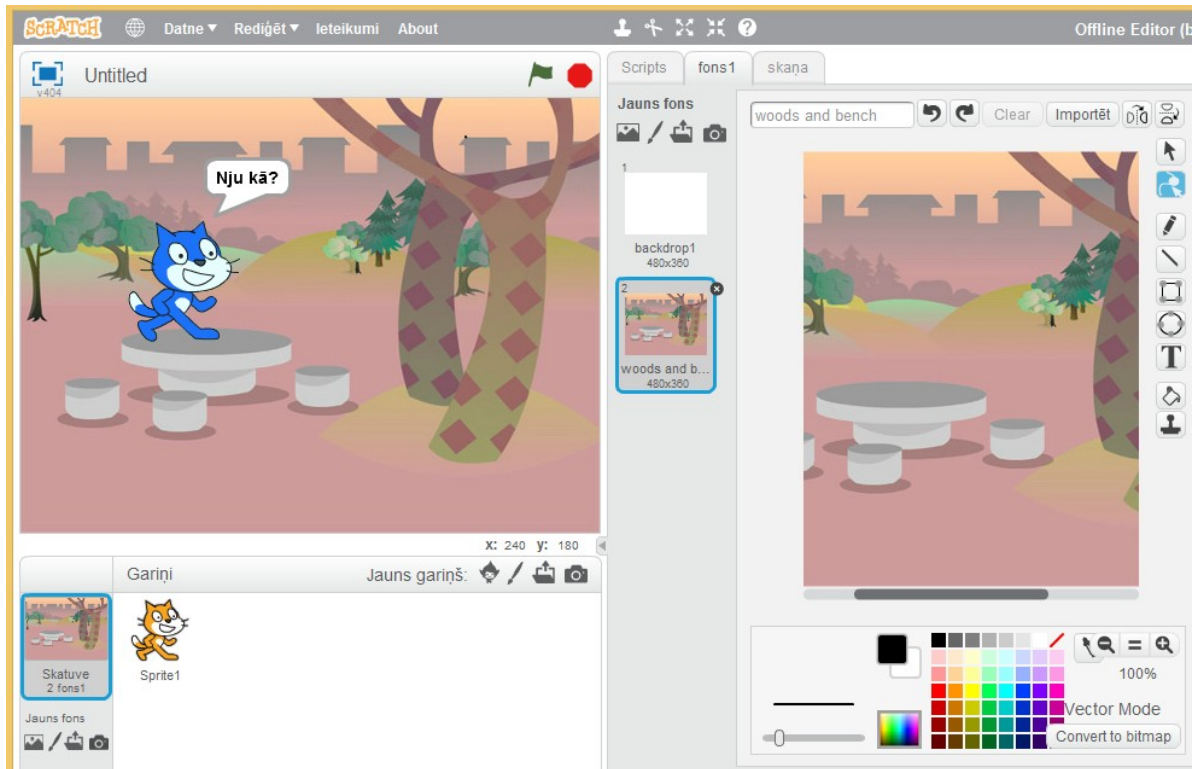 SCRATCH
Datne
Rediģēt
Ieteikumi
About
Offline Editor (b
Untitled
v404
Nju kā?
x: 240 y: 180
Gariņi
Jauns gariņš:
Skatuve
2 fons1
Jauns fons
Sprite1
Scripts
fons1
skaņa
Jauns fons
1
backdrop1
480x360
2
woods and b...
480x360
woods and bench
Clear
Importēt
T
100%
Vector Mode
Convert to bitmap